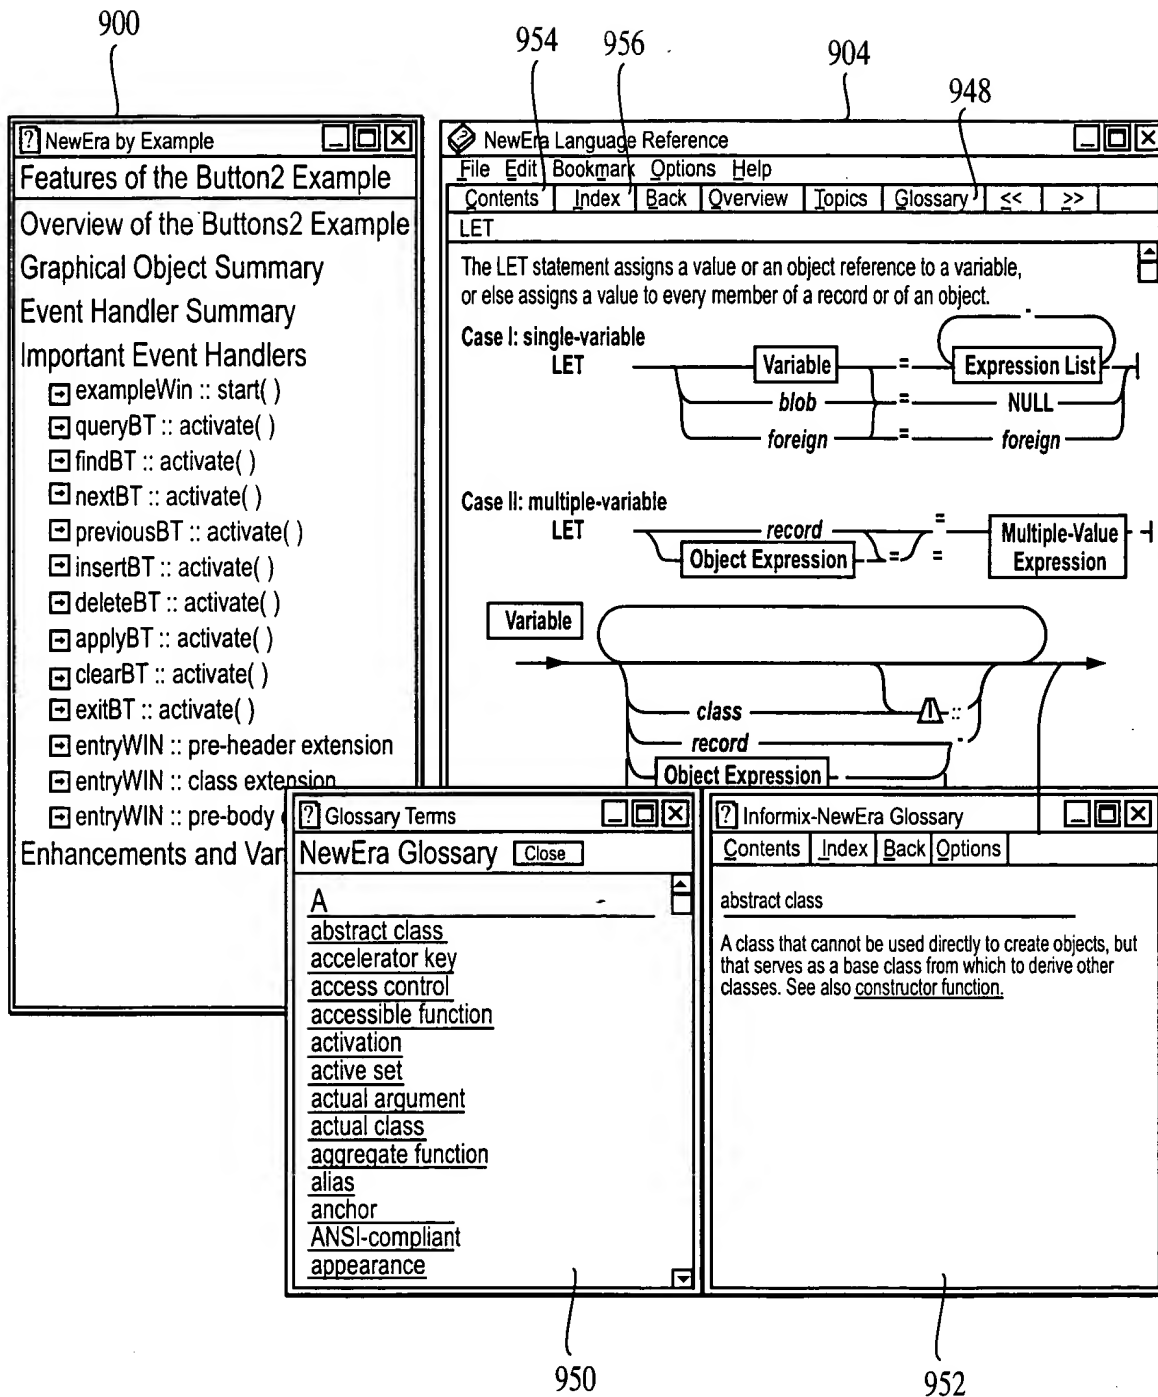 900
954 956
904
948
NewEra by Example
Features of the Button2 Example
Overview of the Buttons2 Example
Graphical Object Summary
Event Handler Summary
Important Event Handlers
exampleWin :: start( )
queryBT :: activate( )
findBT :: activate( )
nextBT :: activate( )
previousBT :: activate( )
insertBT :: activate( )
deleteBT :: activate( )
applyBT :: activate( )
clearBT :: activate( )
exitBT :: activate( )
entryWIN :: pre-header extension
entryWIN :: class extension
entryWIN :: pre-body
Enhancements and Var
NewEra Language Reference
File Edit Bookmark Options Help
Contents Index Back Overview Topics Glossary << >>
LET
The LET statement assigns a value or an object reference to a variable,
or else assigns a value to every member of a record or of an object.
Case I: single-variable
LET Variable = Expression List
blob = NULL
foreign = foreign
Case II: multiple-variable
LET record = Multiple-Value
Object Expression = = Expression
Variable
class ::
record
Object Expression
Glossary Terms
NewEra Glossary Close
A
abstract class
accelerator key
access control
accessible function
activation
active set
actual argument
actual class
aggregate function
alias
anchor
ANSI-compliant
appearance
Informix-NewEra Glossary
Contents Index Back Options
abstract class
A class that cannot be used directly to create objects, but
that serves as a base class from which to derive other
classes. See also constructor function.
950
952